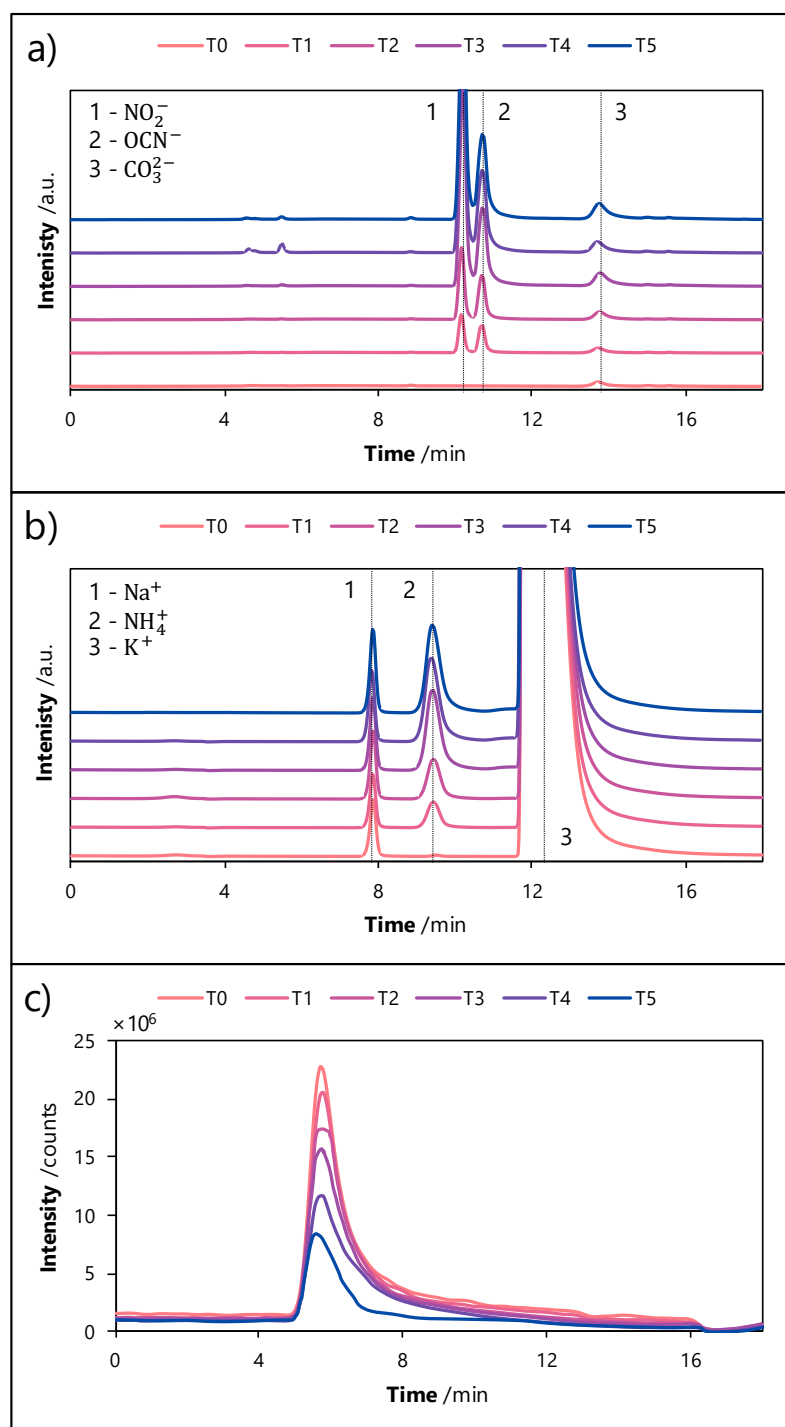 a)
T0 T1 T2 T3 T4 T5
1 - NO₂⁻
2 - OCN⁻
3 - CO₃²⁻
1 2 3
Intenisty /a.u.
0 4 8 12 16
Time /min
b)
T0 T1 T2 T3 T4 T5
1 - Na⁺
2 - NH₄⁺
3 - K⁺
1 2
3
Intenisty /a.u.
0 4 8 12 16
Time /min
c)
T0 T1 T2 T3 T4 T5
×10⁶
25
20
15
10
5
0
Intensity /counts
0 4 8 12 16
Time /min